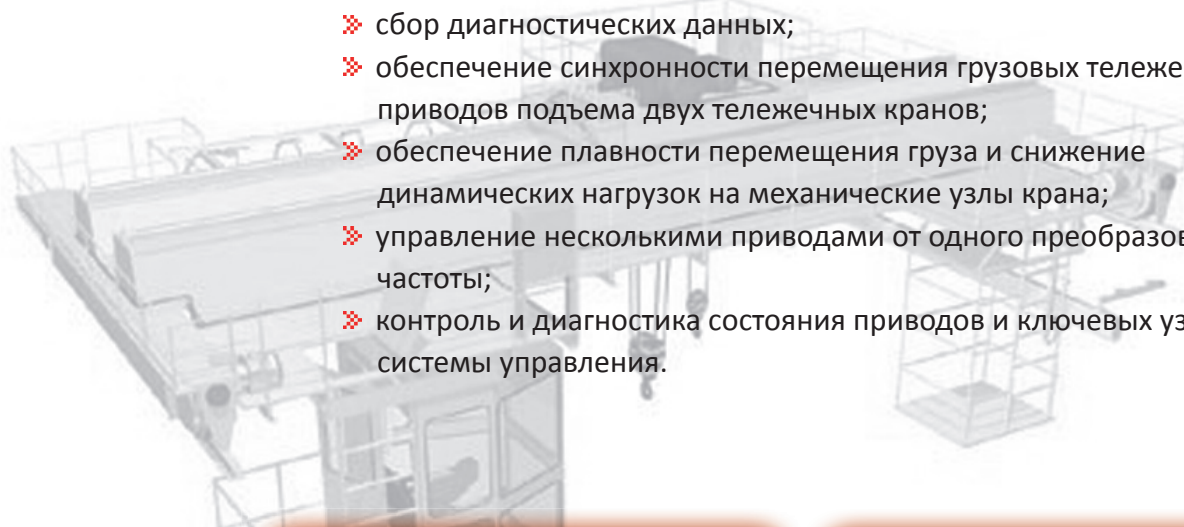 сбор диагностических данных;
обеспечение синхронности перемещения грузовых тележе
приводов подъема двух тележечных кранов;
обеспечение плавности перемещения груза и снижение
динамических нагрузок на механические узлы крана;
управление несколькими приводами от одного преобразов
частоты;
контроль и диагностика состояния приводов и ключевых уз
системы управления.